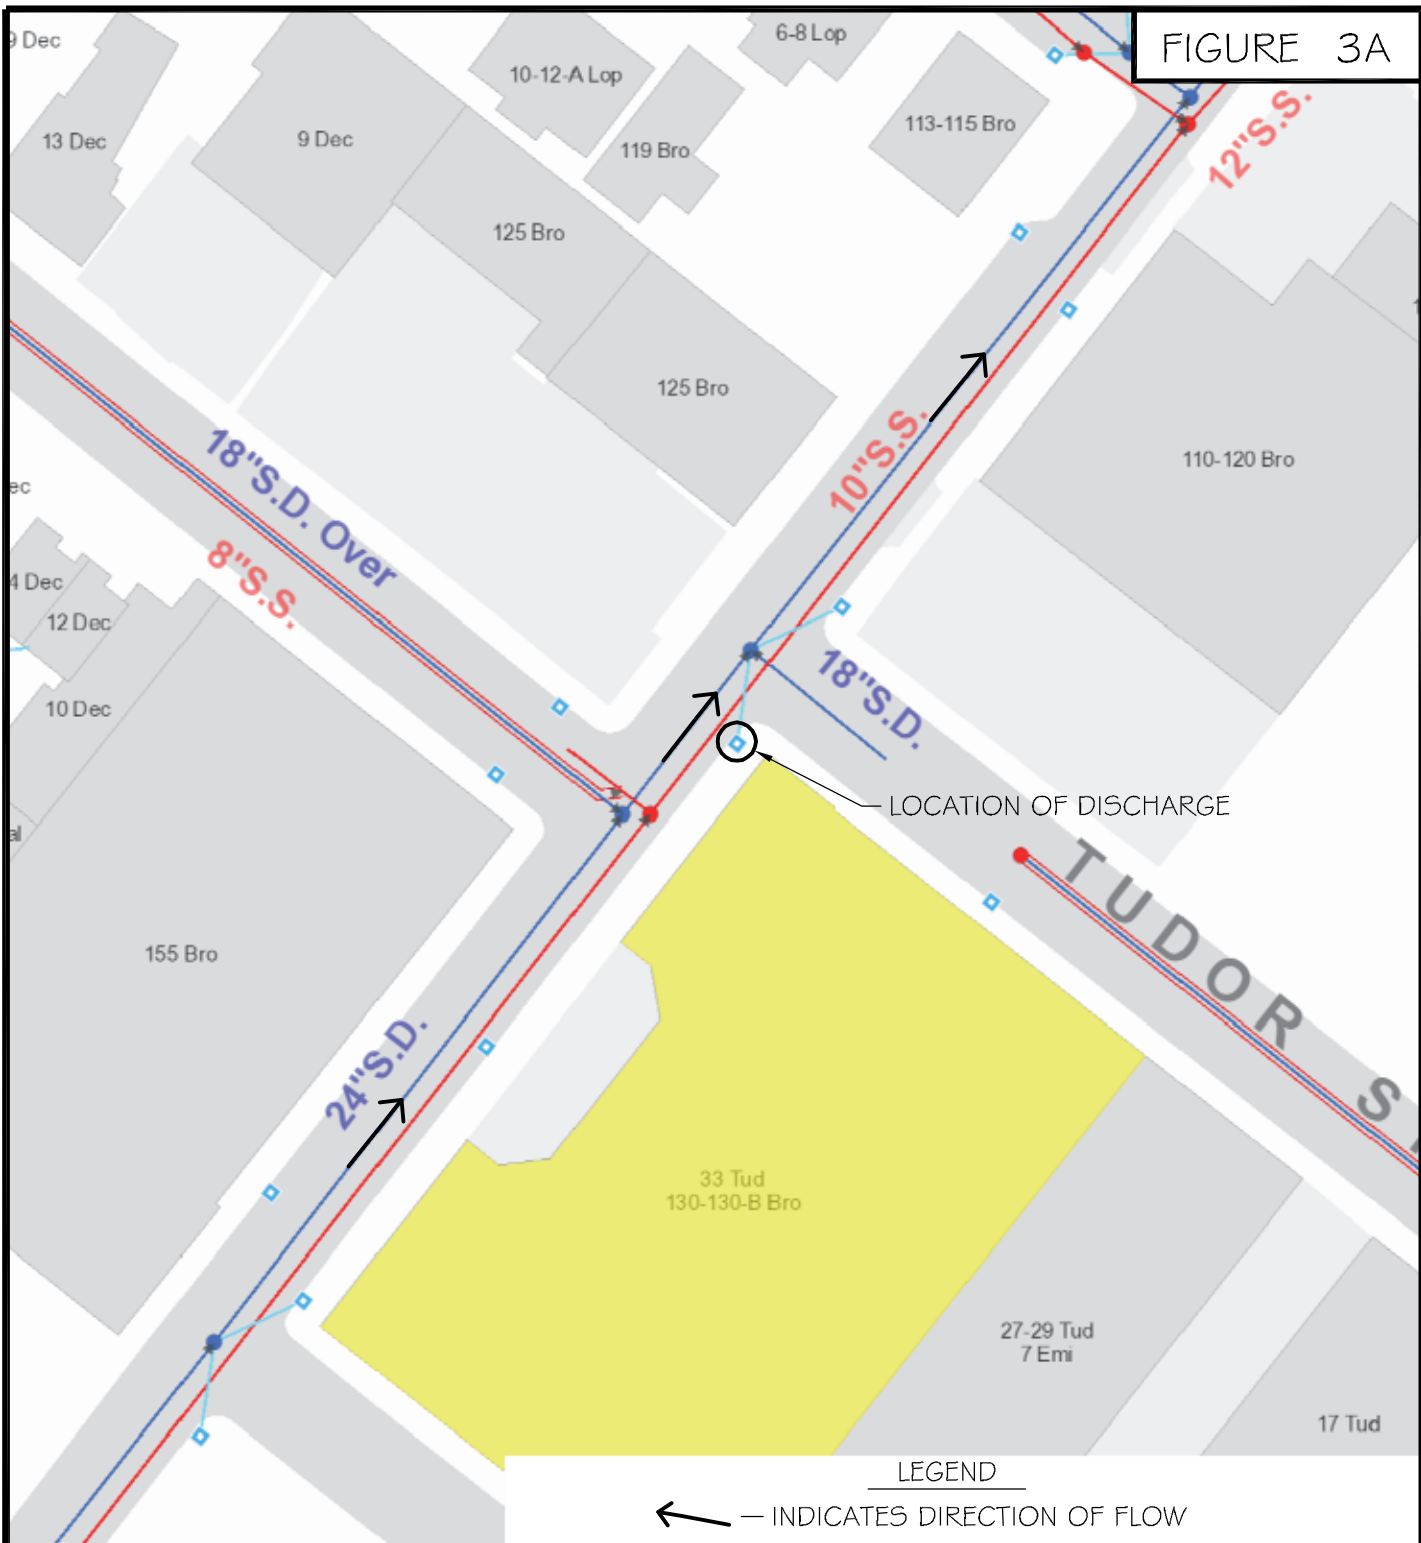 FIGURE 3A
9 Dec
6-8 Lop
10-12-A Lop
113-115 Bro
13 Dec
9 Dec
119 Bro
12"S.S.
125 Bro
125 Bro
10"S.S.
110-120 Bro
18"S.D. Over
8"S.S.
ec
4 Dec
12 Dec
10 Dec
18"S.D.
LOCATION OF DISCHARGE
al
TUDOR S
155 Bro
24"S.D.
33 Tud
130-130-B Bro
27-29 Tud
7 Emi
17 Tud
LEGEND
— INDICATES DIRECTION OF FLOW